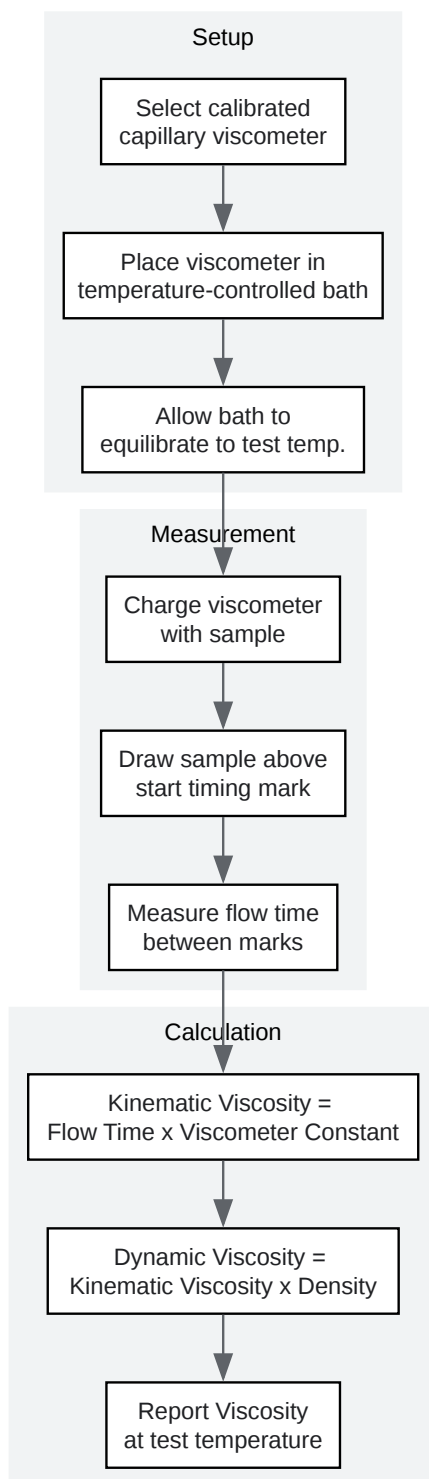 Setup
Select calibrated
capillary viscometer
Place viscometer in
temperature-controlled bath
Allow bath to
equilibrate to test temp.
Measurement
Charge viscometer
with sample
Draw sample above
start timing mark
Measure flow time
between marks
Calculation
Kinematic Viscosity =
Flow Time x Viscometer Constant
Dynamic Viscosity =
Kinematic Viscosity x Density
Report Viscosity
at test temperature